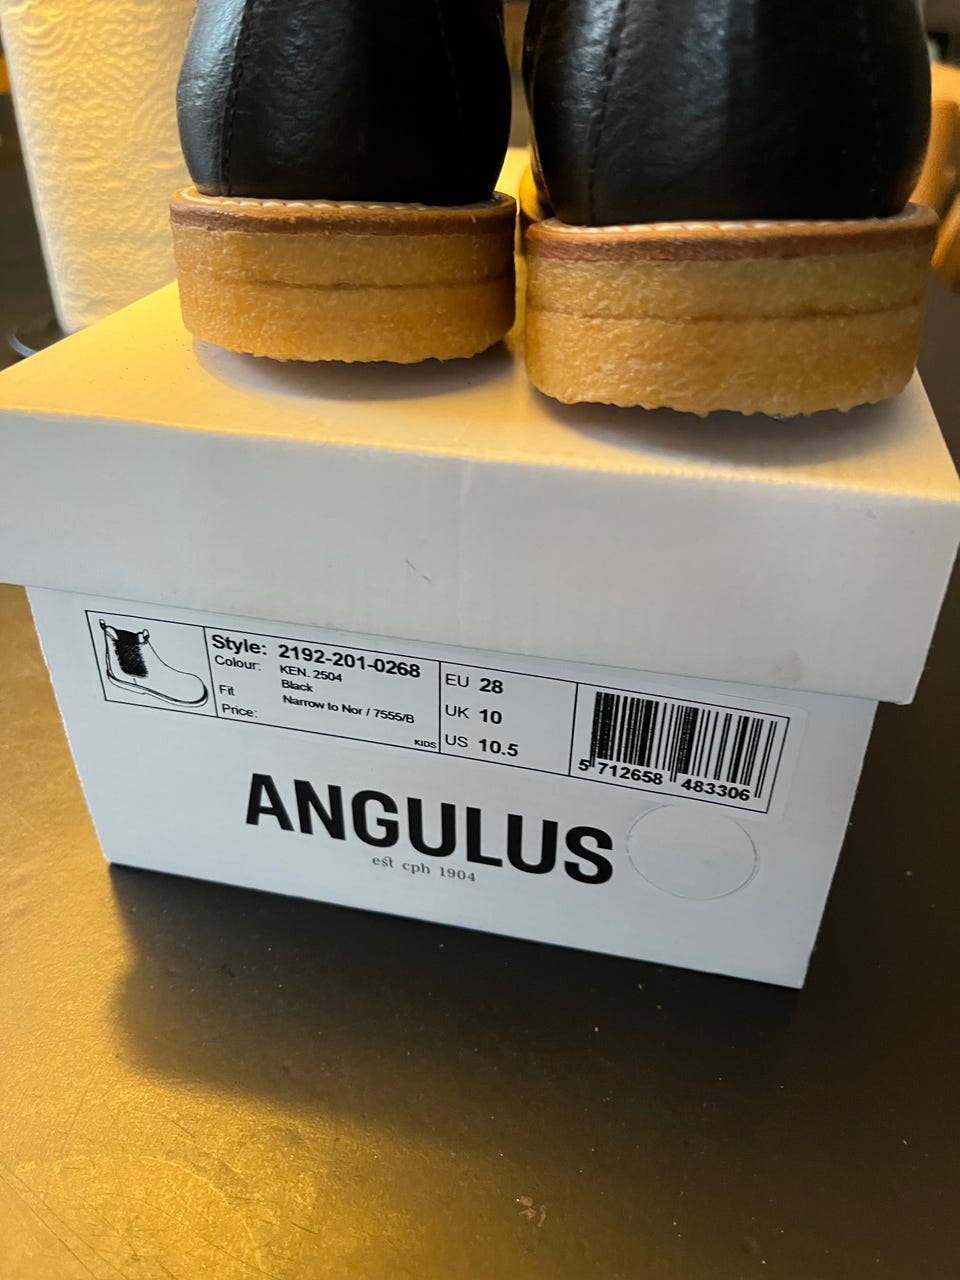 Style: 2192-201-0268
Colour: KEN. 2504
Black
Fit Narrow to Nor / 7555/B
Price:
KIDS
EU 28
UK 10
US 10.5
5 712658 483306
ANGULUS
est cph 1904